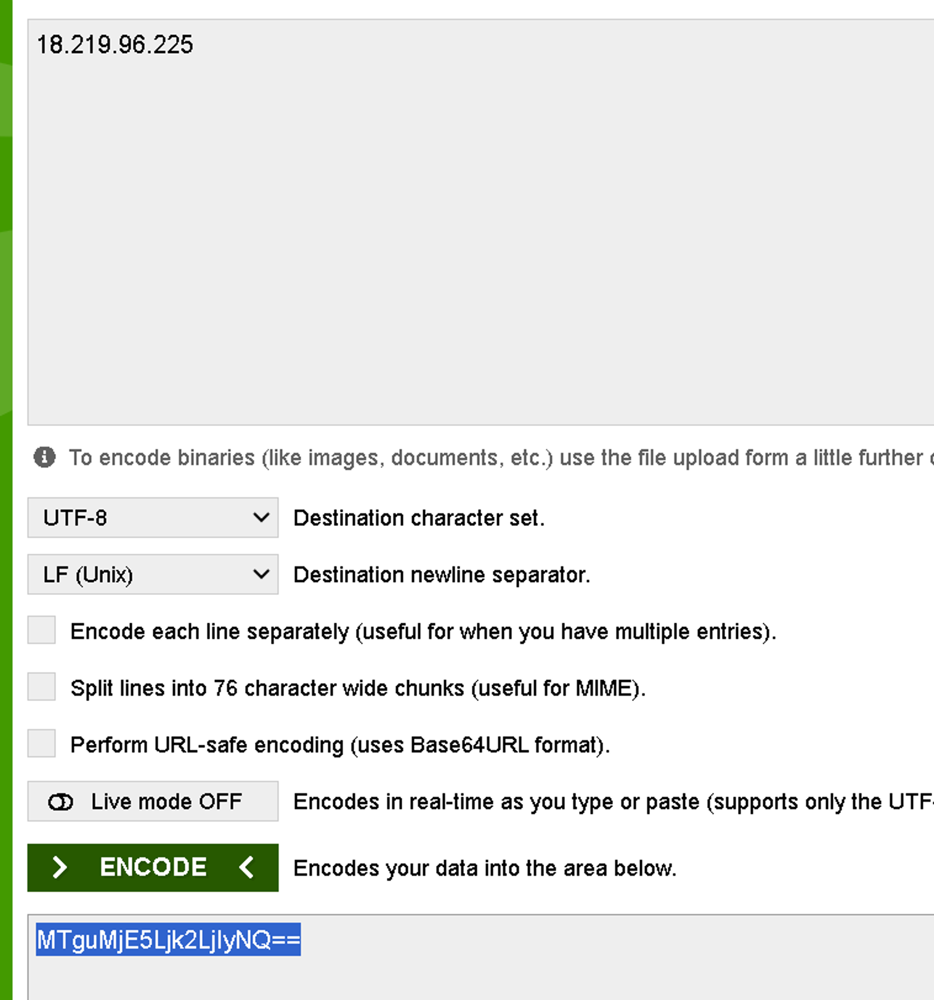 18.219.96.225
To encode binaries (like images, documents, etc.) use the file upload form a little further
UTF-8 Destination character set.
LF (Unix) Destination newline separator.
Encode each line separately (useful for when you have multiple entries).
Split lines into 76 character wide chunks (useful for MIME).
Perform URL-safe encoding (uses Base64URL format).
Live mode OFF Encodes in real-time as you type or paste (supports only the UTF-
> ENCODE < Encodes your data into the area below.
MTguMjE5Ljk2LjIyNQ==